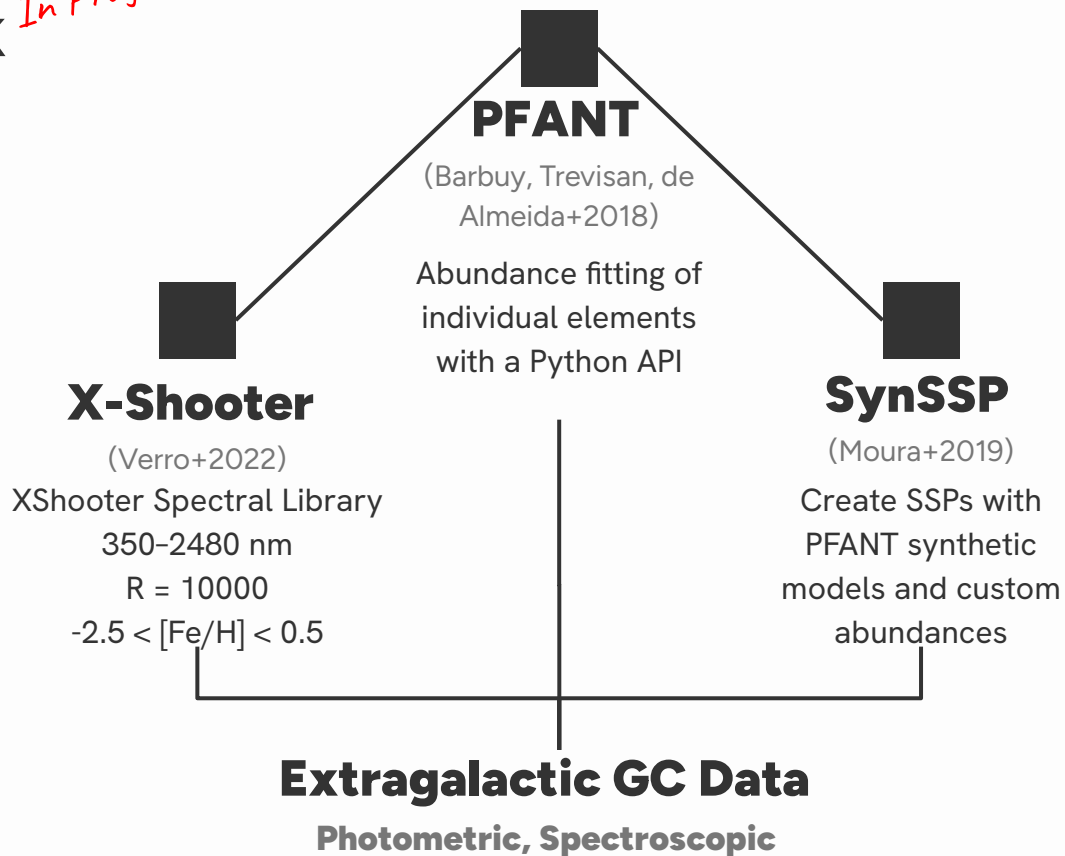 In
PFANT
(Barbuy, Trevisan, de
Almeida+2018)
Abundance fitting of
individual elements
with a Python API
X-Shooter
(Verro+2022)
XShooter Spectral Library
350–2480 nm
R = 10000
-2.5 < [Fe/H] < 0.5
SynSSP
(Moura+2019)
Create SSPs with
PFANT synthetic
models and custom
abundances
Extragalactic GC Data
Photometric, Spectroscopic